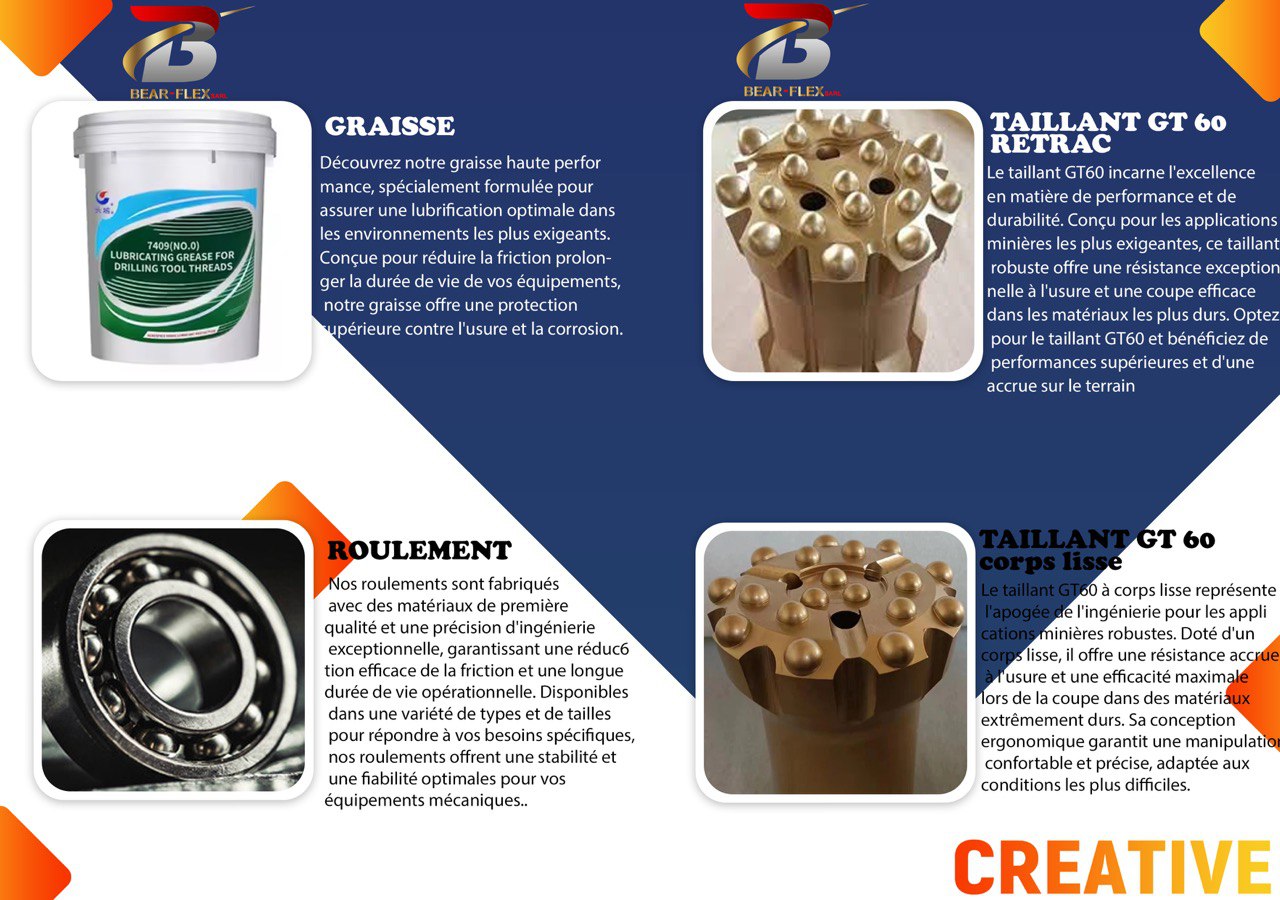 BEAR-FLEX SARL
GRAISSE
Découvrez notre graisse haute perfor
mance, spécialement formulée pour
assurer une lubrification optimale dans
les environnements les plus exigeants.
Conçue pour réduire la friction prolon-
ger la durée de vie de vos équipements,
notre graisse offre une protection
supérieure contre l'usure et la corrosion.
7409(NO.0)
LUBRICATING GREASE FOR
DRILLING TOOL THREADS
ROULEMENT
Nos roulements sont fabriqués
avec des matériaux de première
qualité et une précision d'ingénierie
exceptionnelle, garantissant une réduc6
tion efficace de la friction et une longue
durée de vie opérationnelle. Disponibles
dans une variété de types et de tailles
pour répondre à vos besoins spécifiques,
nos roulements offrent une stabilité et
une fiabilité optimales pour vos
équipements mécaniques..
BEAR-FLEX SARL
TAILLANT GT 60
RETRAC
Le taillant GT60 incarne l'excellence
en matière de performance et de
durabilité. Conçu pour les applications
minières les plus exigeantes, ce taillant
robuste offre une résistance exception
nelle à l'usure et une coupe efficace
dans les matériaux les plus durs. Optez
pour le taillant GT60 et bénéficiez de
performances supérieures et d'une
accrue sur le terrain
TAILLANT GT 60
corps lisse
Le taillant GT60 à corps lisse représente
l'apogée de l'ingénierie pour les appli
cations minières robustes. Doté d'un
corps lisse, il offre une résistance accrue
à l'usure et une efficacité maximale
lors de la coupe dans des matériaux
extrêmement durs. Sa conception
ergonomique garantit une manipulation
confortable et précise, adaptée aux
conditions les plus difficiles.
CREATIVE